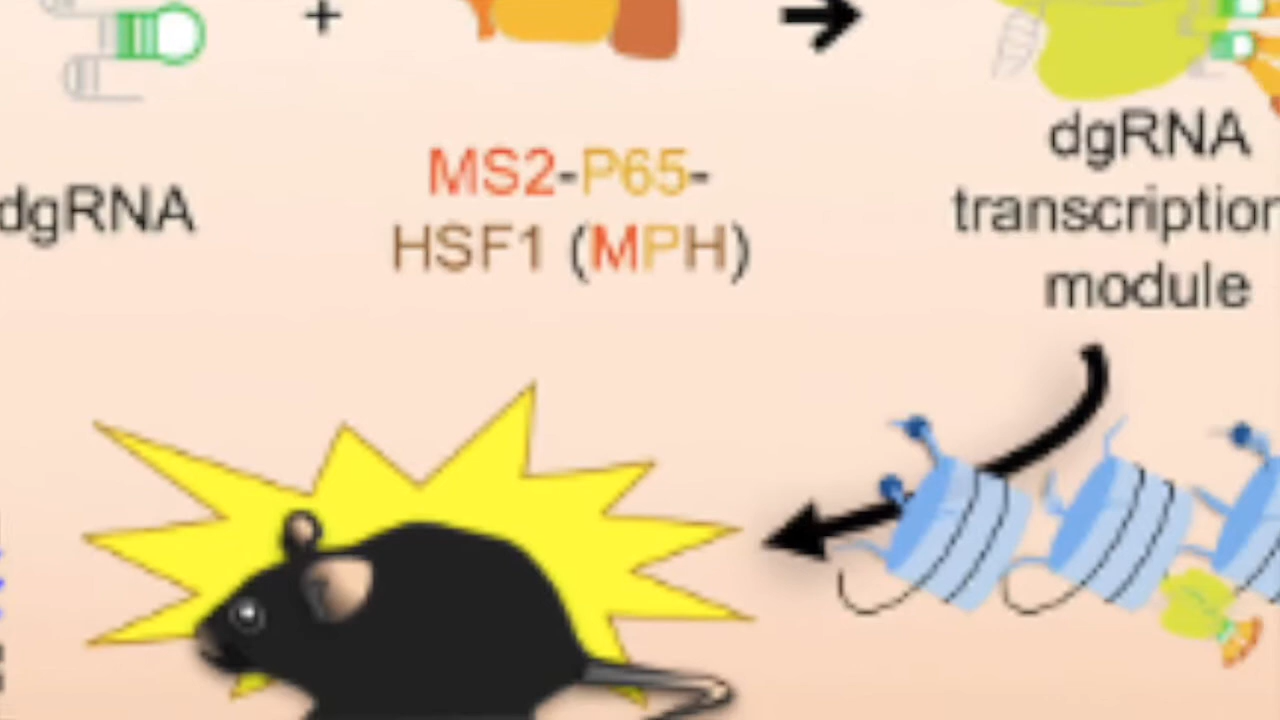 +
dgRNA
MS2-P65-
HSF1 (MPH)
dgRNA
transcription
module